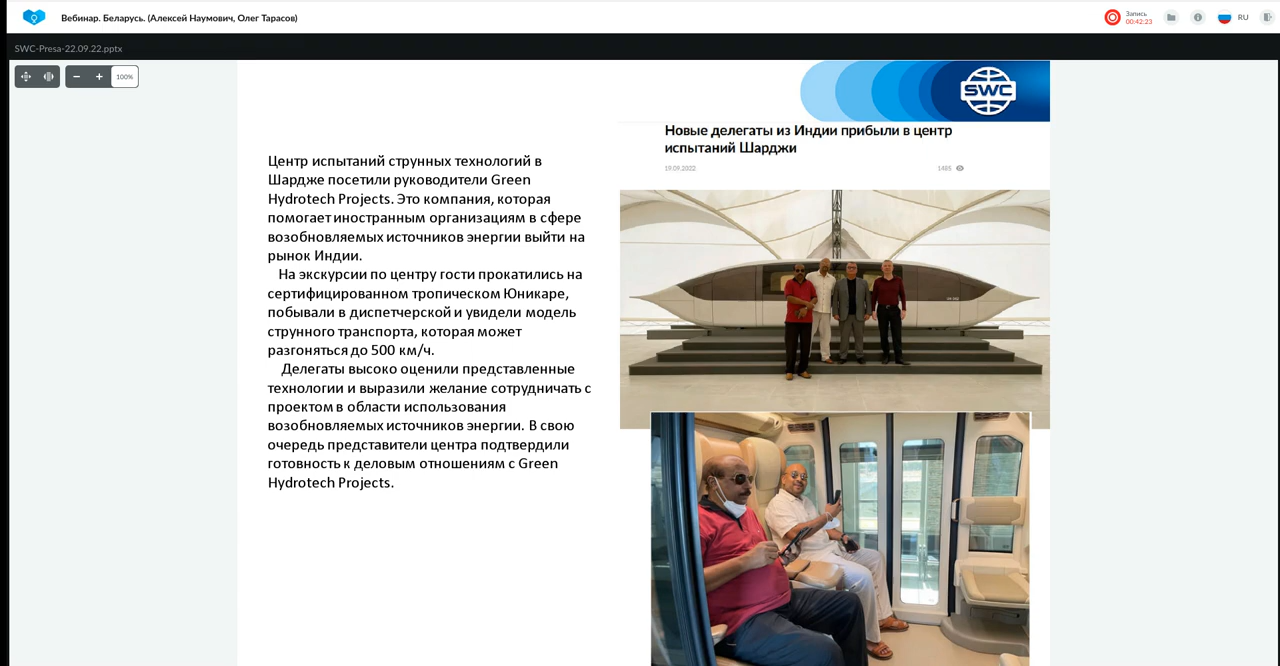 Вебинар. Беларусь. (Алексей Наумович, Олег Тарасов)
Запись
00:42:23
RU
SWC-Presa-22.09.22.pptx
100%
SWC
Новые делегаты из Индии прибыли в центр
испытаний Шарджи
19.09.2022
1485
Центр испытаний струнных технологий в
Шардже посетили руководители Green
Hydrotech Projects. Это компания, которая
помогает иностранным организациям в сфере
возобновляемых источников энергии выйти на
рынок Индии.
На экскурсии по центру гости прокатились на
сертифицированном тропическом Юникаре,
побывали в диспетчерской и увидели модель
струнного транспорта, которая может
разгоняться до 500 км/ч.
Делегаты высоко оценили представленные
технологии и выразили желание сотрудничать с
проектом в области использования
возобновляемых источников энергии. В свою
очередь представители центра подтвердили
готовность к деловым отношениям с Green
Hydrotech Projects.